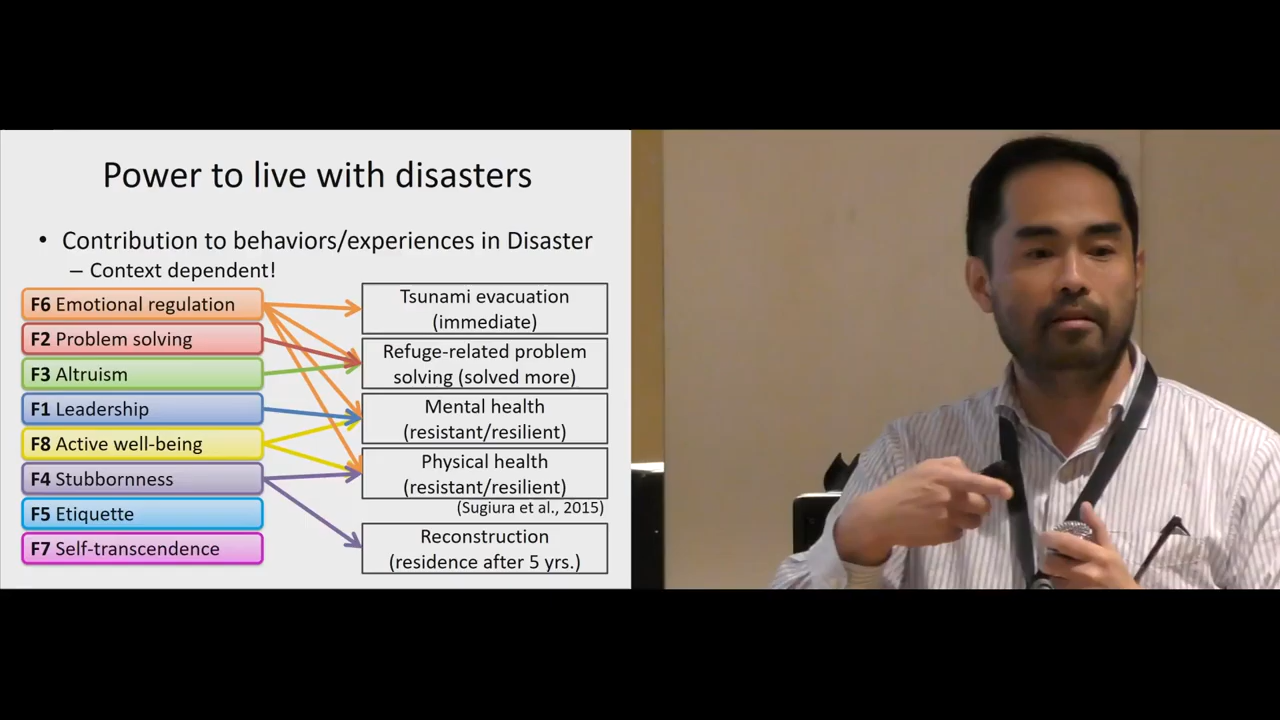 Power to live with disasters
• Contribution to behaviors/experiences in Disaster
– Context dependent!
F6 Emotional regulation
F2 Problem solving
F3 Altruism
F1 Leadership
F8 Active well-being
F4 Stubbornness
F5 Etiquette
F7 Self-transcendence
Tsunami evacuation
(immediate)
Refuge-related problem
solving (solved more)
Mental health
(resistant/resilient)
Physical health
(resistant/resilient)
(Sugiura et al., 2015)
Reconstruction
(residence after 5 yrs.)